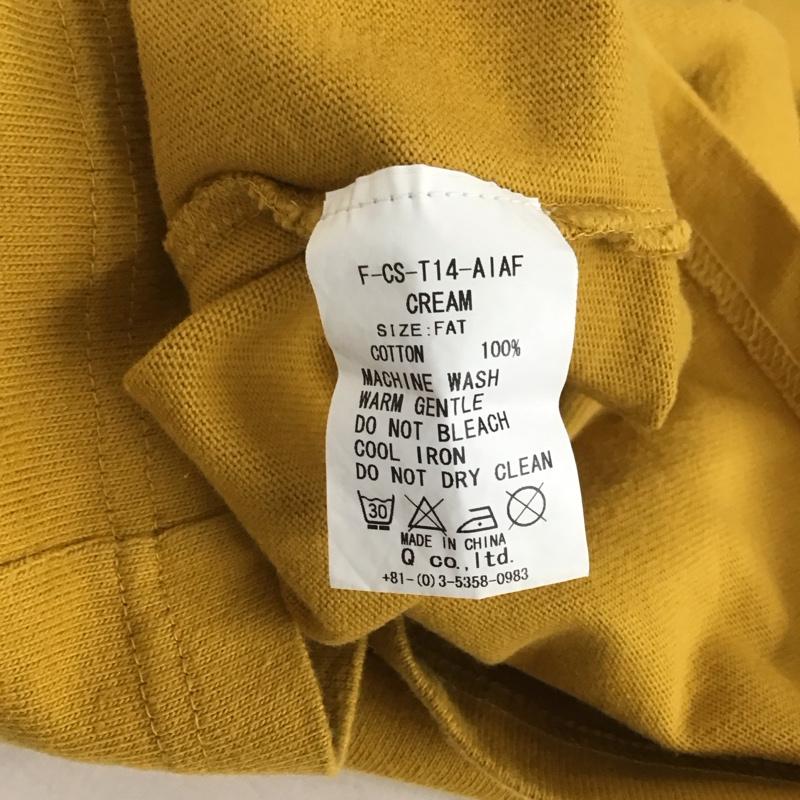 F-CS-T14-AIAF
CREAM
SIZE:FAT
COTTON 100%
MACHINE WASH
WARM GENTLE
DO NOT BLEACH
COOL IRON
DO NOT DRY CLEAN
30
MADE IN CHINA
Q co.,ltd.
+81-(0)3-5358-0983